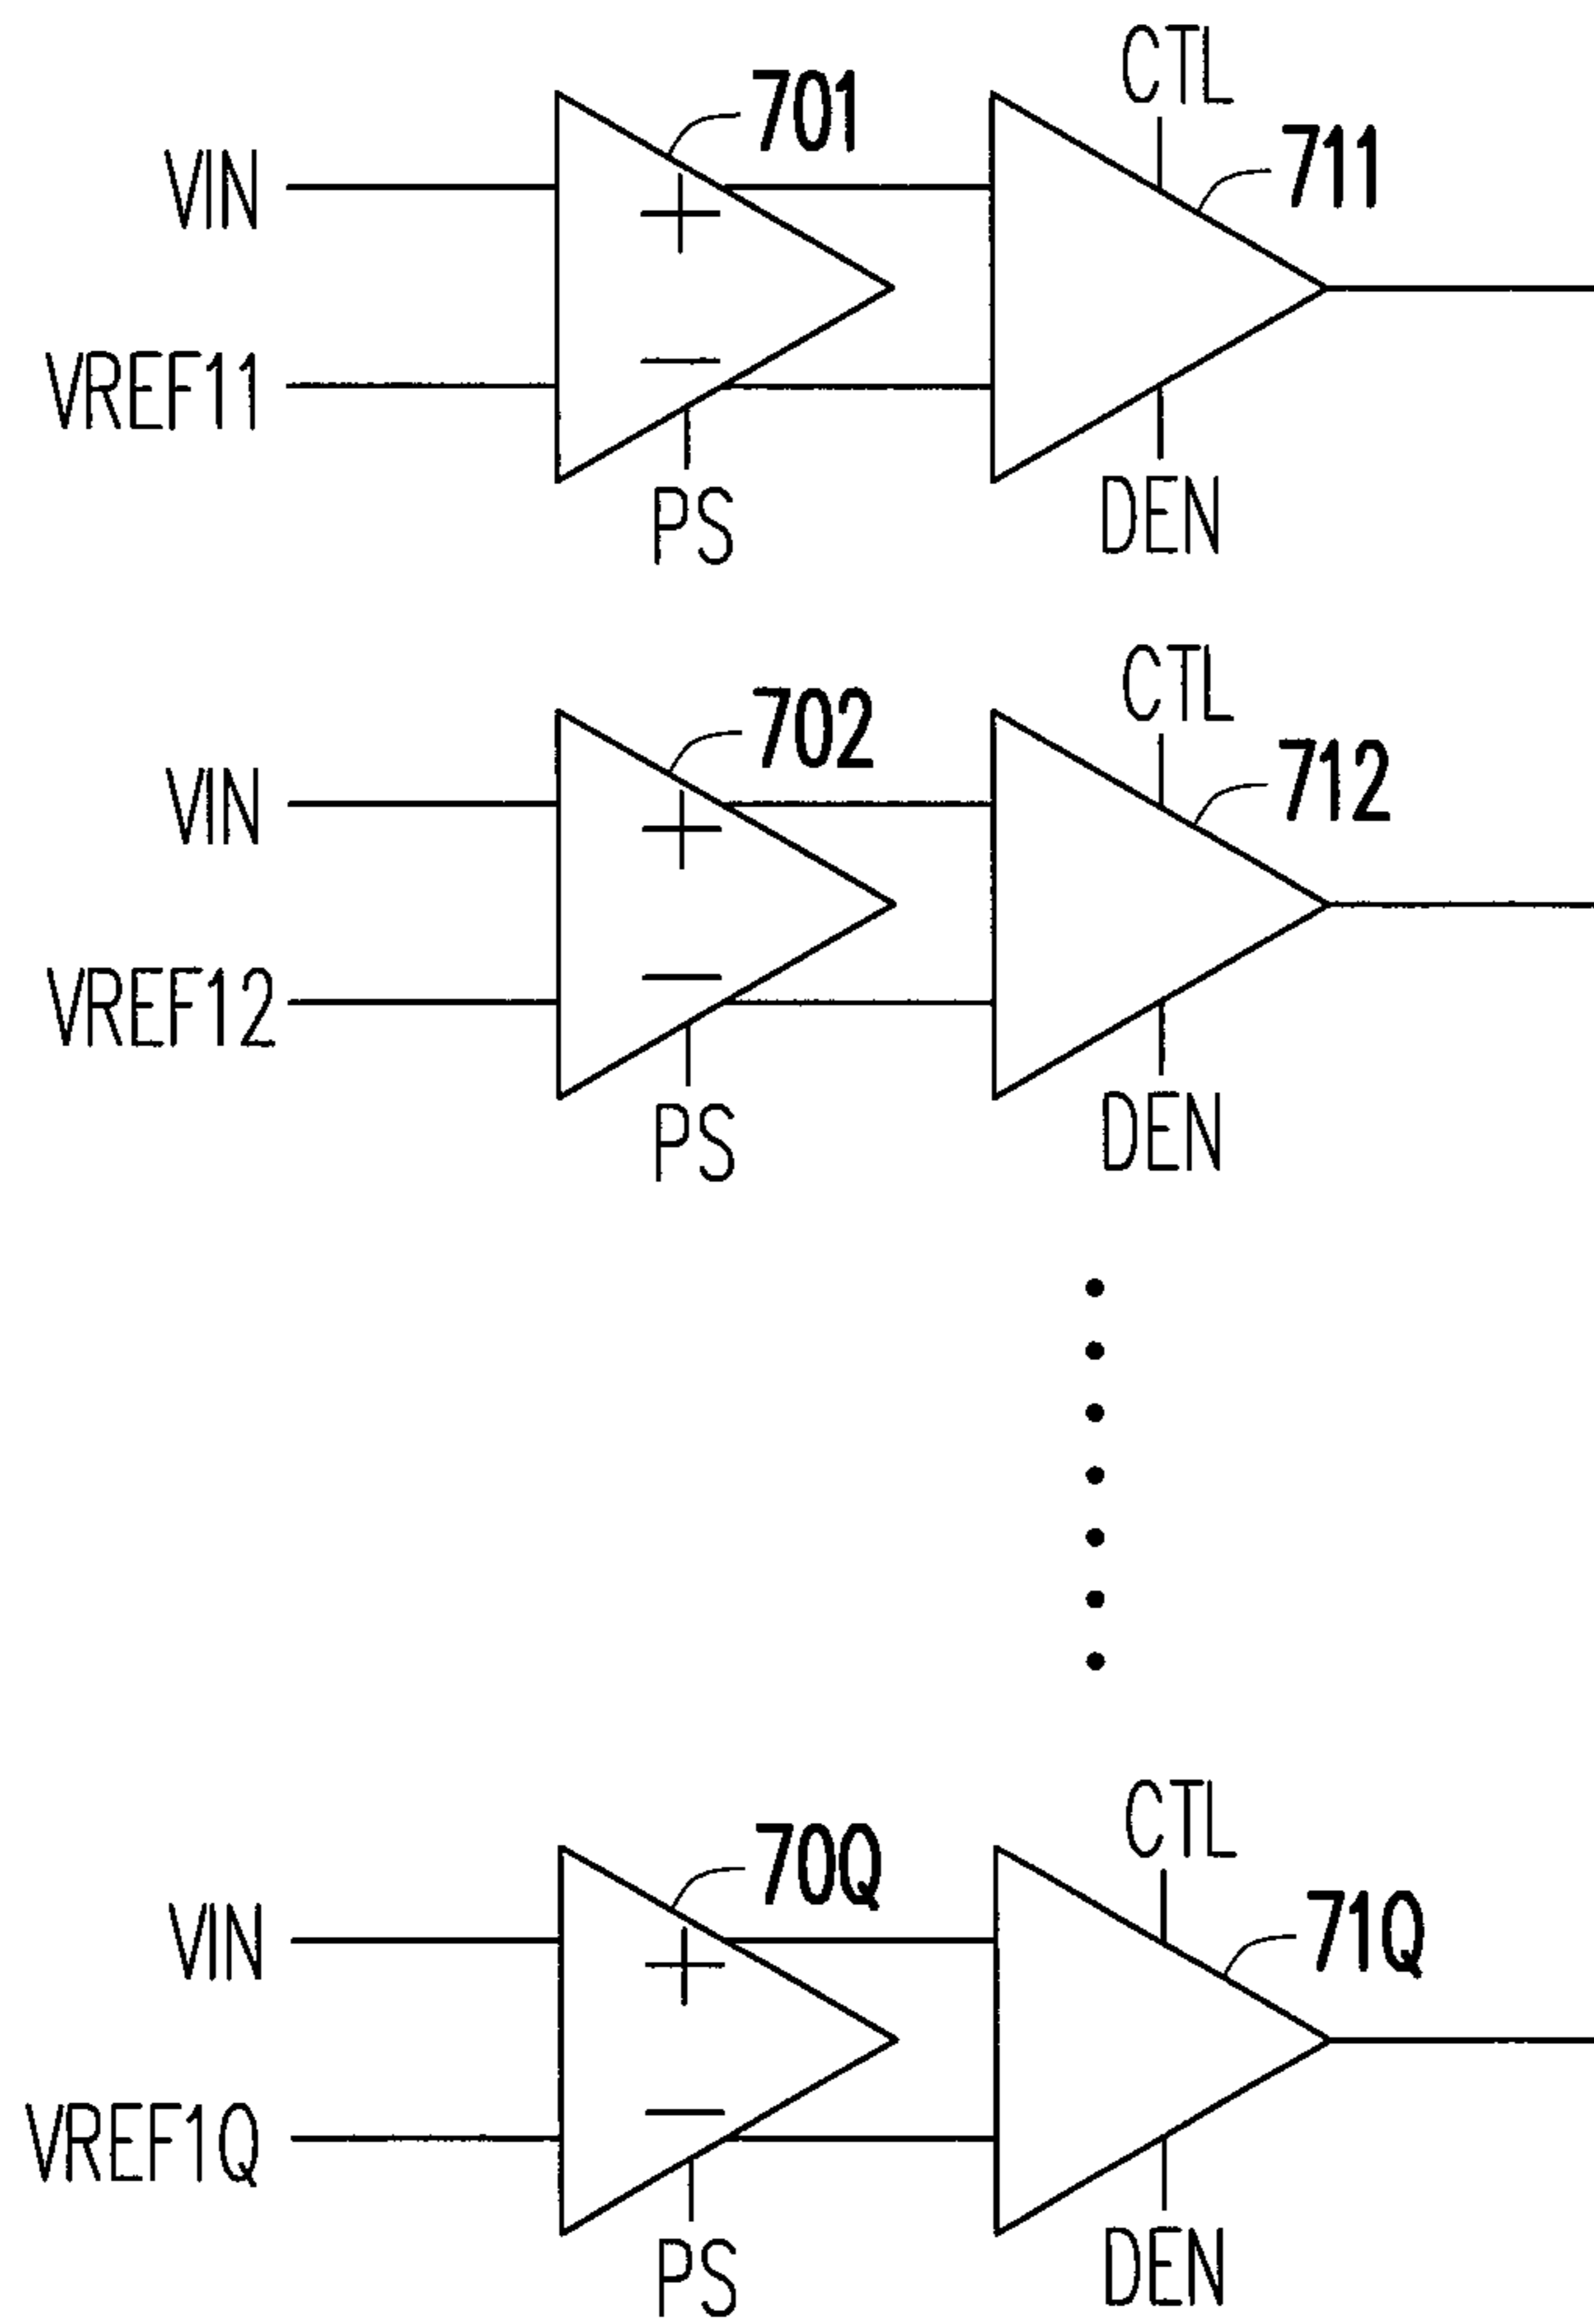 CTL
701
711
VIN
+
VREF11
−
PS
DEN
CTL
702
712
VIN
+
VREF12
−
PS
DEN
CTL
70Q
71Q
VIN
+
VREF1Q
−
PS
DEN